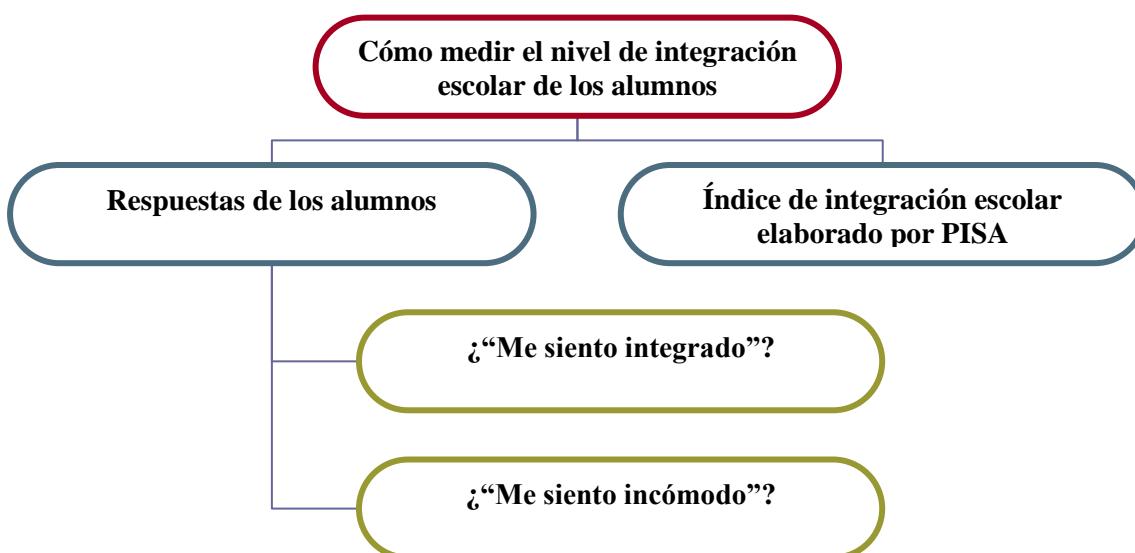 Cómo medir el nivel de integración
escolar de los alumnos
Respuestas de los alumnos
Índice de integración escolar
elaborado por PISA
¿“Me siento integrado”?
¿“Me siento incómodo”?